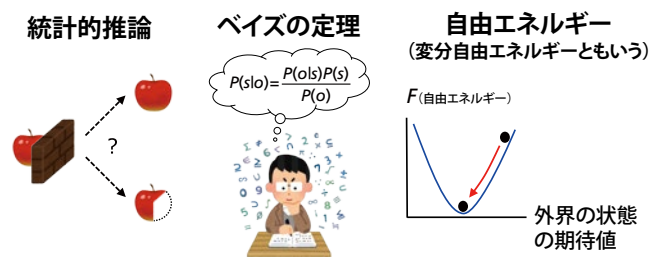 統計的推論
?
ベイズの定理
P(s|o)=P(o|s)P(s)/P(o)
自由エネルギー
(変分自由エネルギーともいう)
F(自由エネルギー)
外界の状態
の期待値